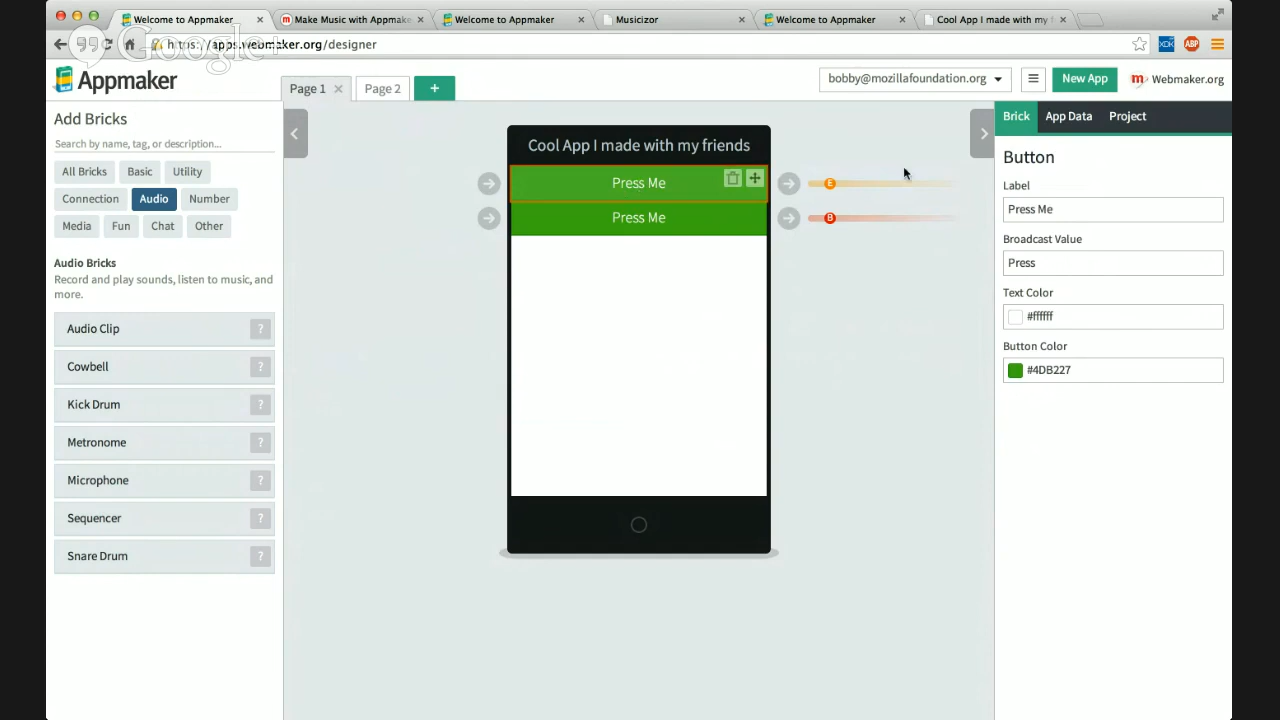 Welcome to Appmaker
Make Music with Appmake
Welcome to Appmaker
Musicizor
Welcome to Appmaker
Cool App I made with my f
Google+
https://apps.webmaker.org/designer
XDK
ABP
Appmaker
Page 1
Page 2
+
bobby@mozillafoundation.org
New App
m Webmaker.org
Add Bricks
Search by name, tag, or description...
All Bricks
Basic
Utility
Connection
Audio
Number
Media
Fun
Chat
Other
Audio Bricks
Record and play sounds, listen to music, and
more.
Audio Clip ?
Cowbell ?
Kick Drum ?
Metronome ?
Microphone ?
Sequencer ?
Snare Drum ?
Cool App I made with my friends
Press Me
E
Press Me
B
Brick
App Data
Project
Button
Label
Press Me
Broadcast Value
Press
Text Color
#ffffff
Button Color
#4DB227